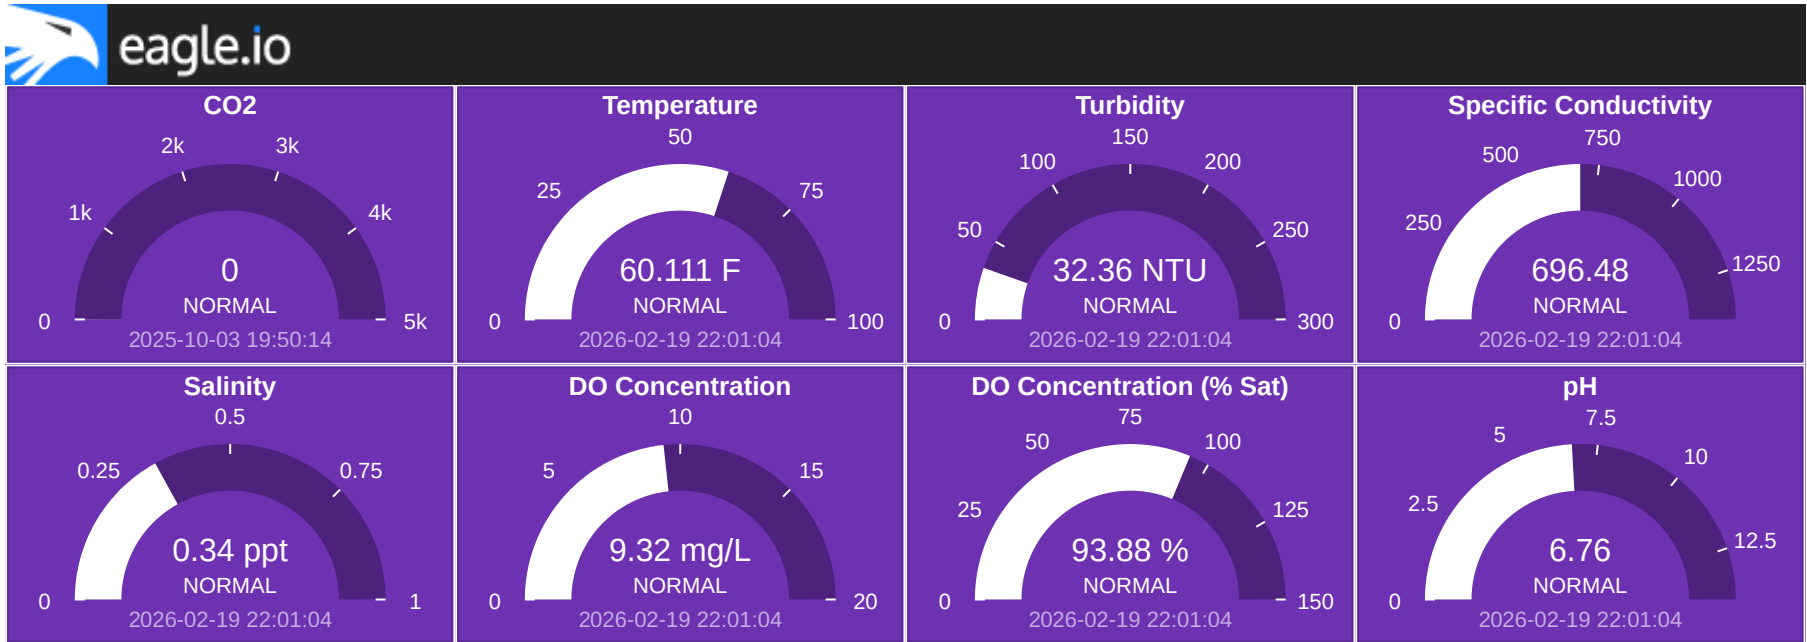 eagle.io
CO2
2k
3k
1k
4k
0
NORMAL
0
5k
2025-10-03 19:50:14
Temperature
50
25
75
60.111 F
NORMAL
0
100
2026-02-19 22:01:04
Turbidity
150
100
200
50
250
32.36 NTU
NORMAL
0
300
2026-02-19 22:01:04
Specific Conductivity
750
500
1000
250
1250
696.48
NORMAL
0
2026-02-19 22:01:04
Salinity
0.5
0.25
0.75
0.34 ppt
NORMAL
0
1
2026-02-19 22:01:04
DO Concentration
10
5
15
9.32 mg/L
NORMAL
0
20
2026-02-19 22:01:04
DO Concentration (% Sat)
75
50
100
25
125
93.88 %
NORMAL
0
150
2026-02-19 22:01:04
pH
7.5
5
10
2.5
12.5
6.76
NORMAL
0
2026-02-19 22:01:04